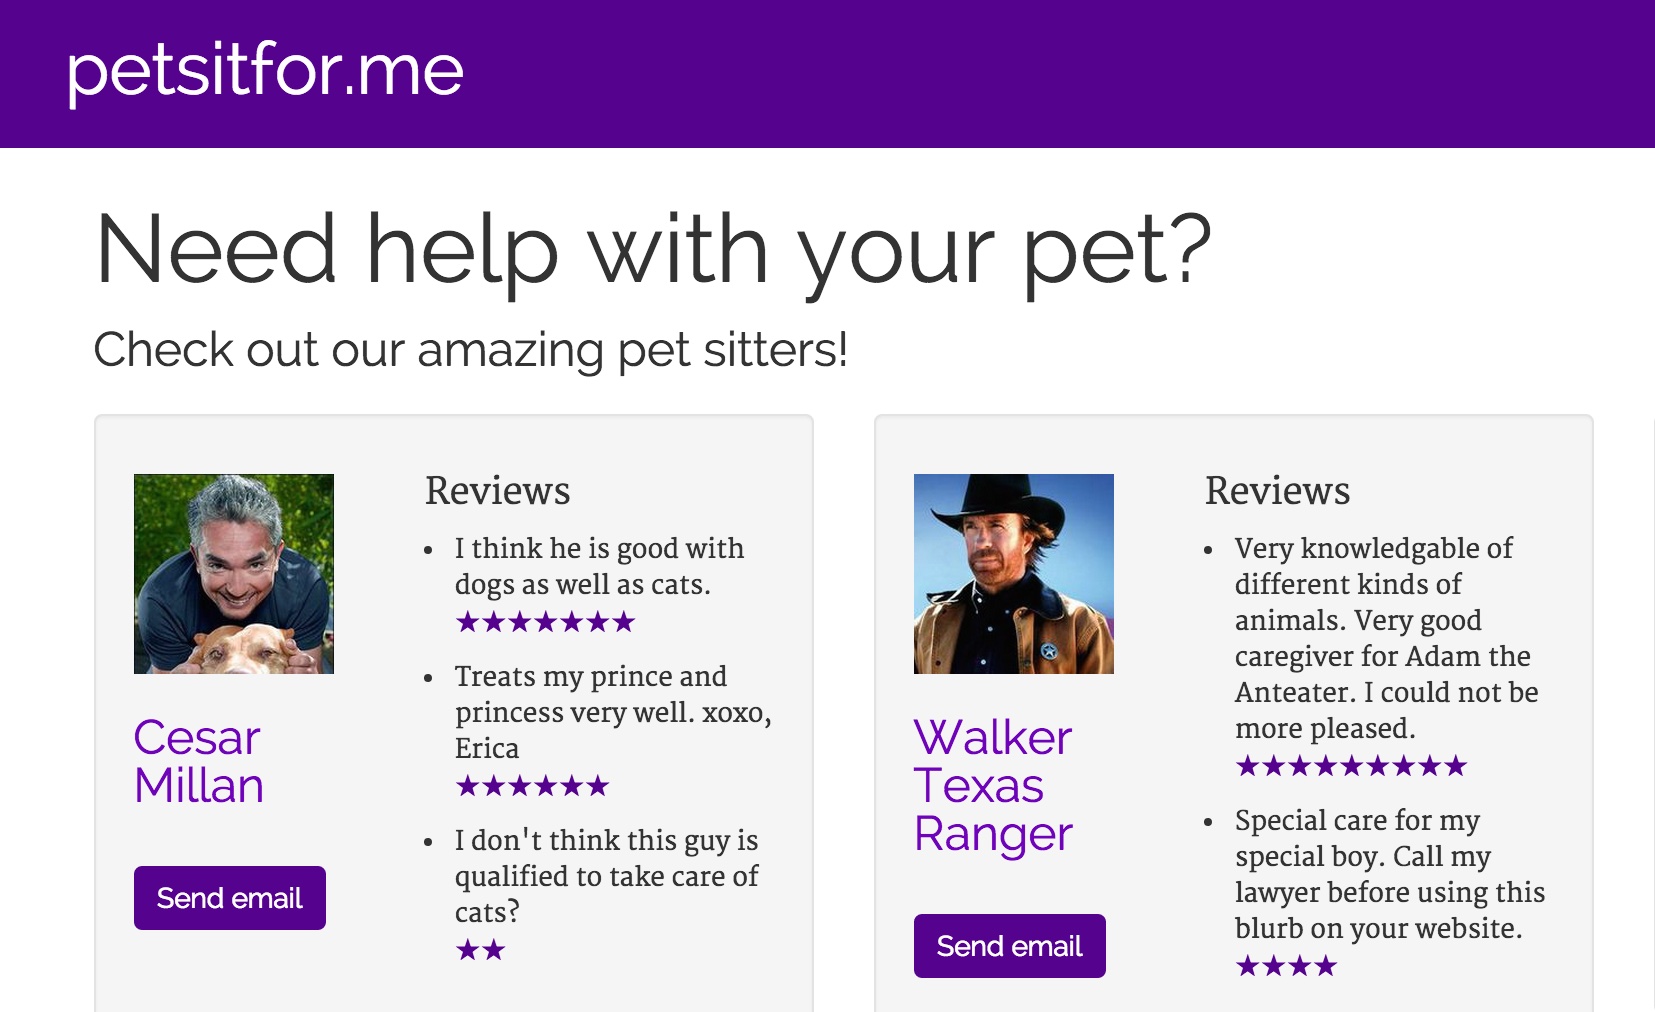 petsitfor.me
Need help with your pet?
Check out our amazing pet sitters!
Cesar
Millan
Send email
Reviews
• I think he is good with
dogs as well as cats.
★★★★★★★
• Treats my prince and
princess very well. xoxo,
Erica
★★★★★★
• I don't think this guy is
qualified to take care of
cats?
★★
Walker
Texas
Ranger
Send email
Reviews
• Very knowledgable of
different kinds of
animals. Very good
caregiver for Adam the
Anteater. I could not be
more pleased.
★★★★★★★★★
• Special care for my
special boy. Call my
lawyer before using this
blurb on your website.
★★★★